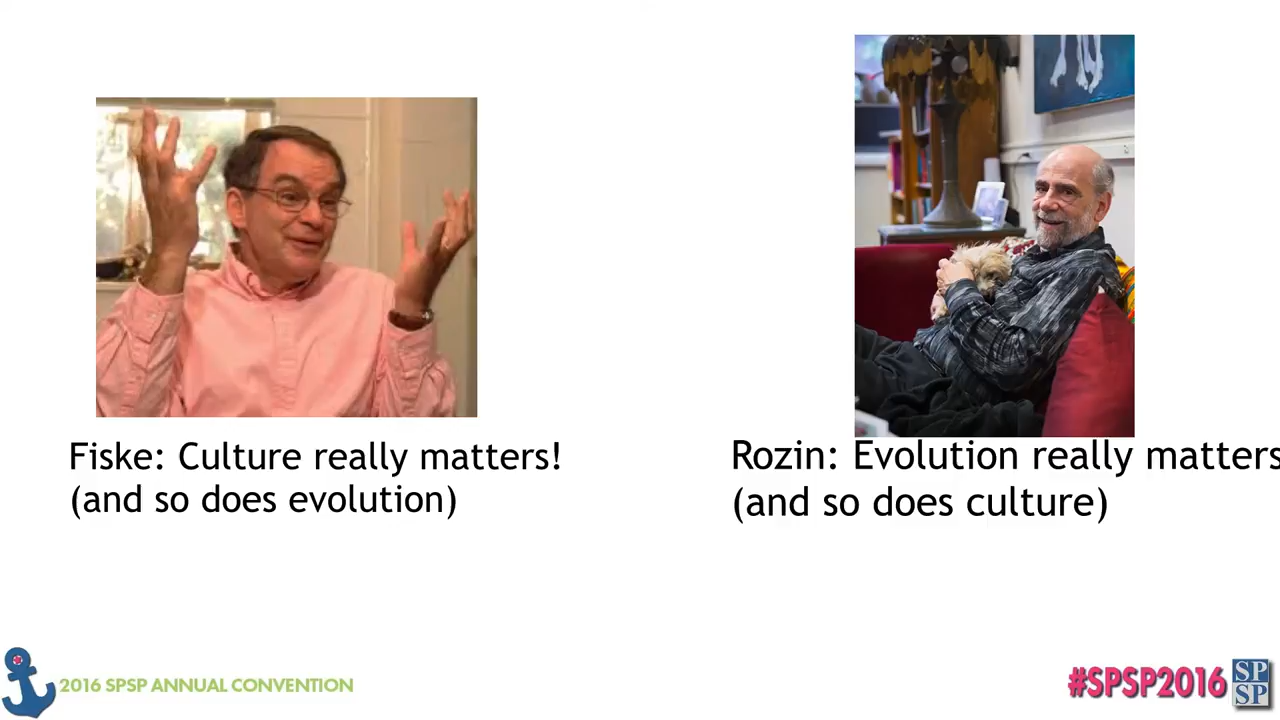 Fiske: Culture really matters!
(and so does evolution)
Rozin: Evolution really matters
(and so does culture)
2016 SPSP ANNUAL CONVENTION
#SPSP2016
SP
SP